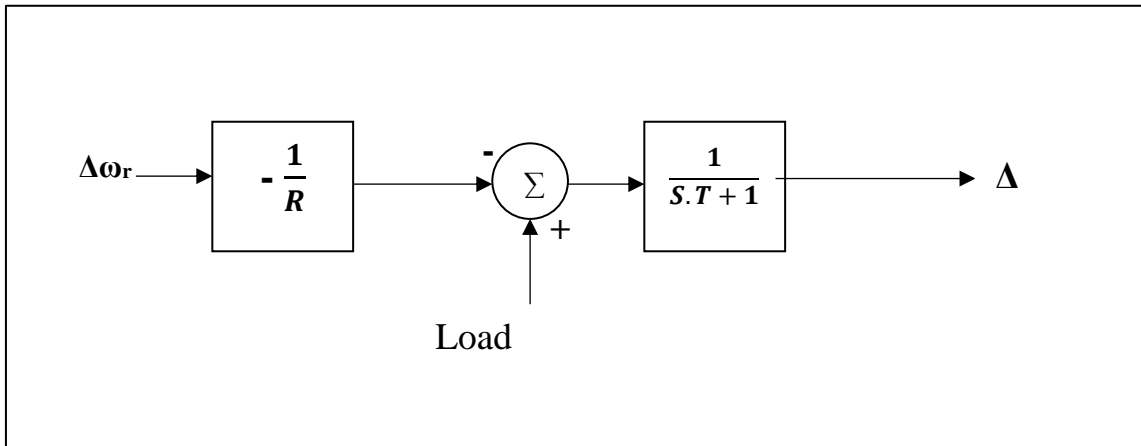 Δωr
- 1/R
-
Σ
+
1/(S.T + 1)
Δ
Load